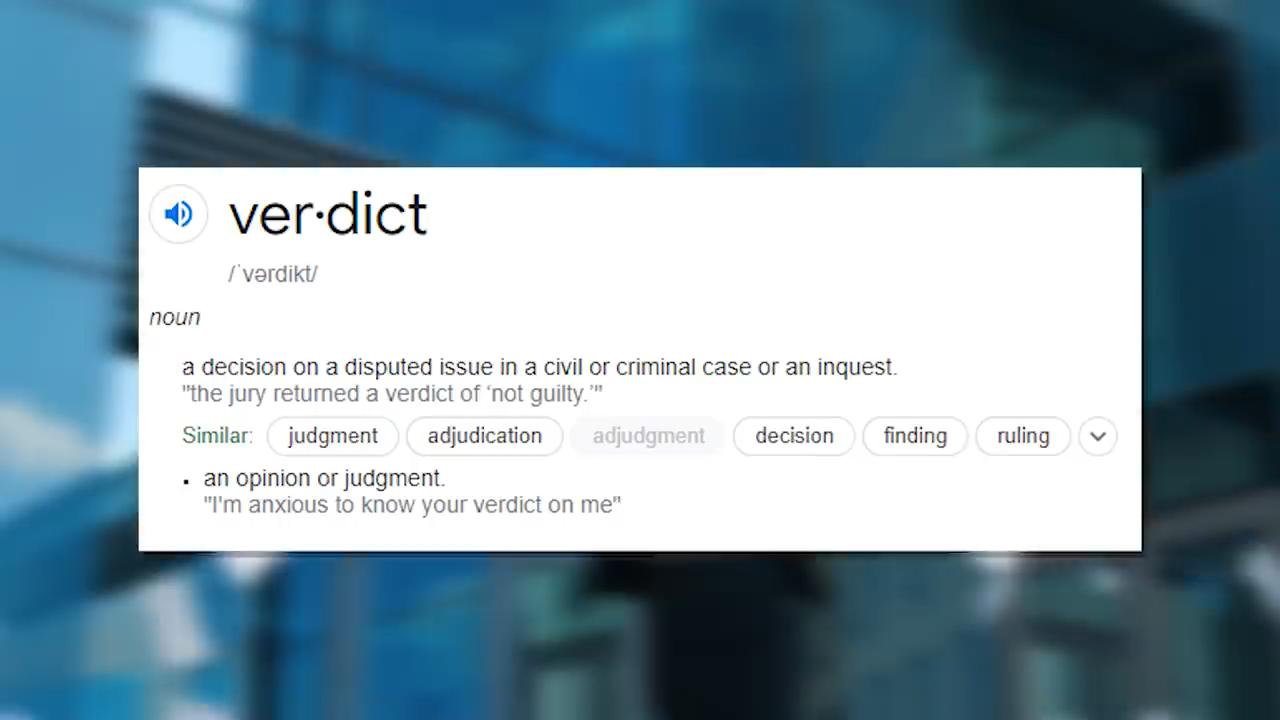 ver·dict
/ˈvərdikt/
noun
a decision on a disputed issue in a civil or criminal case or an inquest.
"the jury returned a verdict of ‘not guilty.’"
Similar: judgment adjudication adjudgment decision finding ruling
• an opinion or judgment.
"I'm anxious to know your verdict on me"